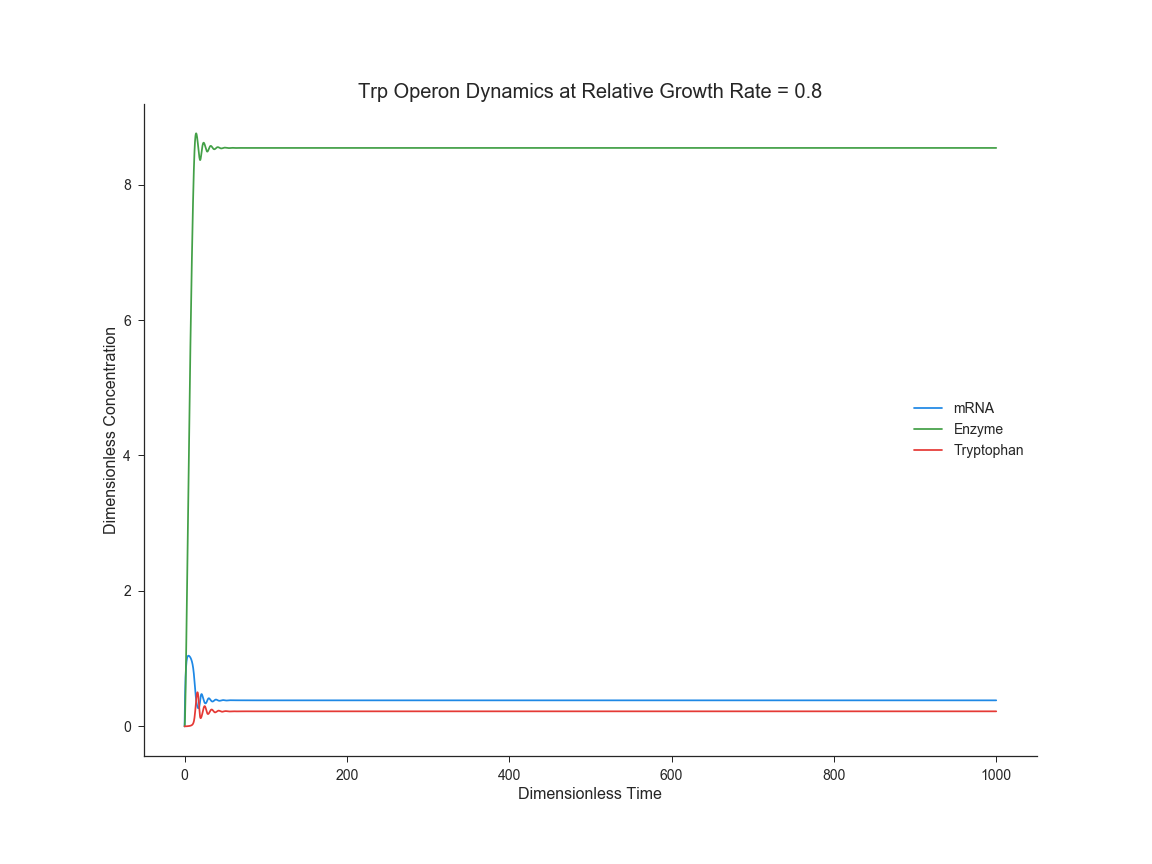 Trp Operon Dynamics at Relative Growth Rate = 0.8
8
6
4
2
0
Dimensionless Concentration
mRNA
Enzyme
Tryptophan
0 200 400 600 800 1000
Dimensionless Time